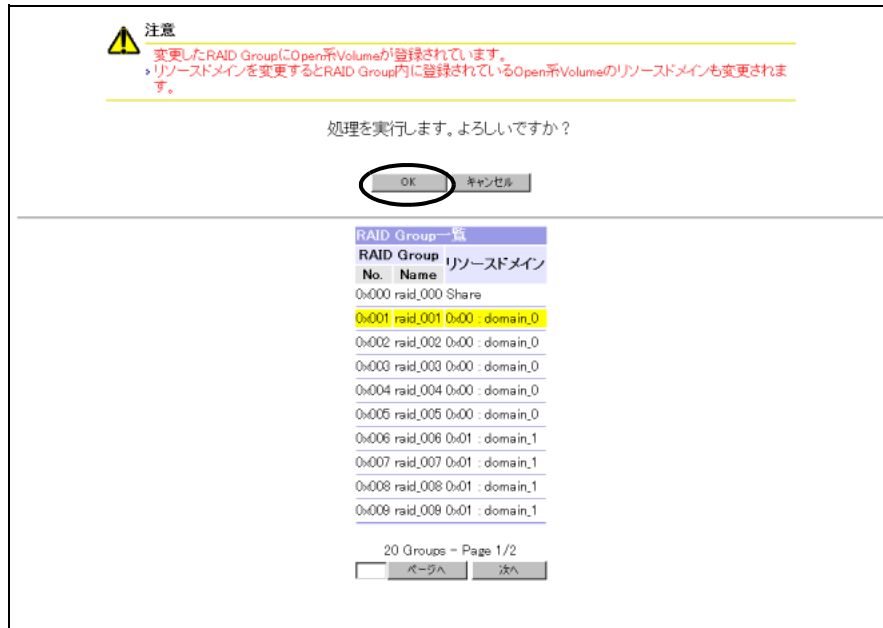 注意
変更したRAID GroupにOpen系Volumeが登録されています。
リソースドメインを変更するとRAID Group内に登録されているOpen系Volumeのリソースドメインも変更されま
す。
処理を実行します。よろしいですか？
OK キャンセル
RAID Group一覧
RAID Group リソースドメイン
No. Name
0x000 raid_000 Share
0x001 raid_001 0x00 : domain_0
0x002 raid_002 0x00 : domain_0
0x003 raid_003 0x00 : domain_0
0x004 raid_004 0x00 : domain_0
0x005 raid_005 0x00 : domain_0
0x006 raid_006 0x01 : domain_1
0x007 raid_007 0x01 : domain_1
0x008 raid_008 0x01 : domain_1
0x009 raid_009 0x01 : domain_1
20 Groups - Page 1/2
ページへ 次へ